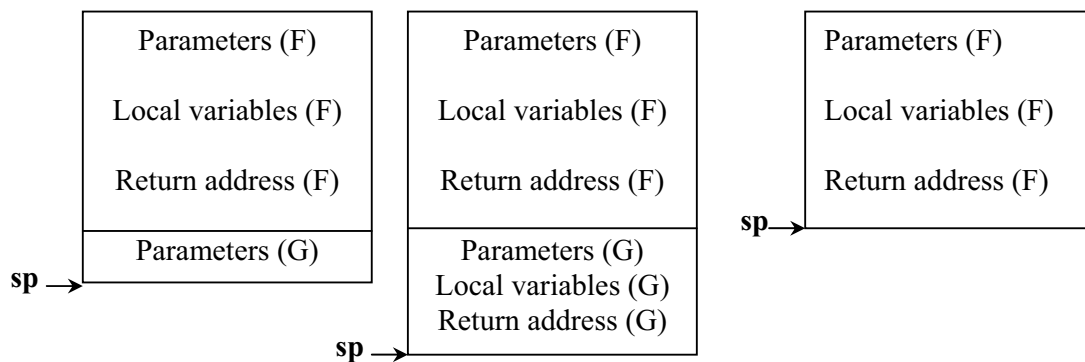 Parameters (F)
Local variables (F)
Return address (F)
Parameters (G)
sp
Parameters (F)
Local variables (F)
Return address (F)
Parameters (G)
Local variables (G)
Return address (G)
sp
Parameters (F)
Local variables (F)
Return address (F)
sp